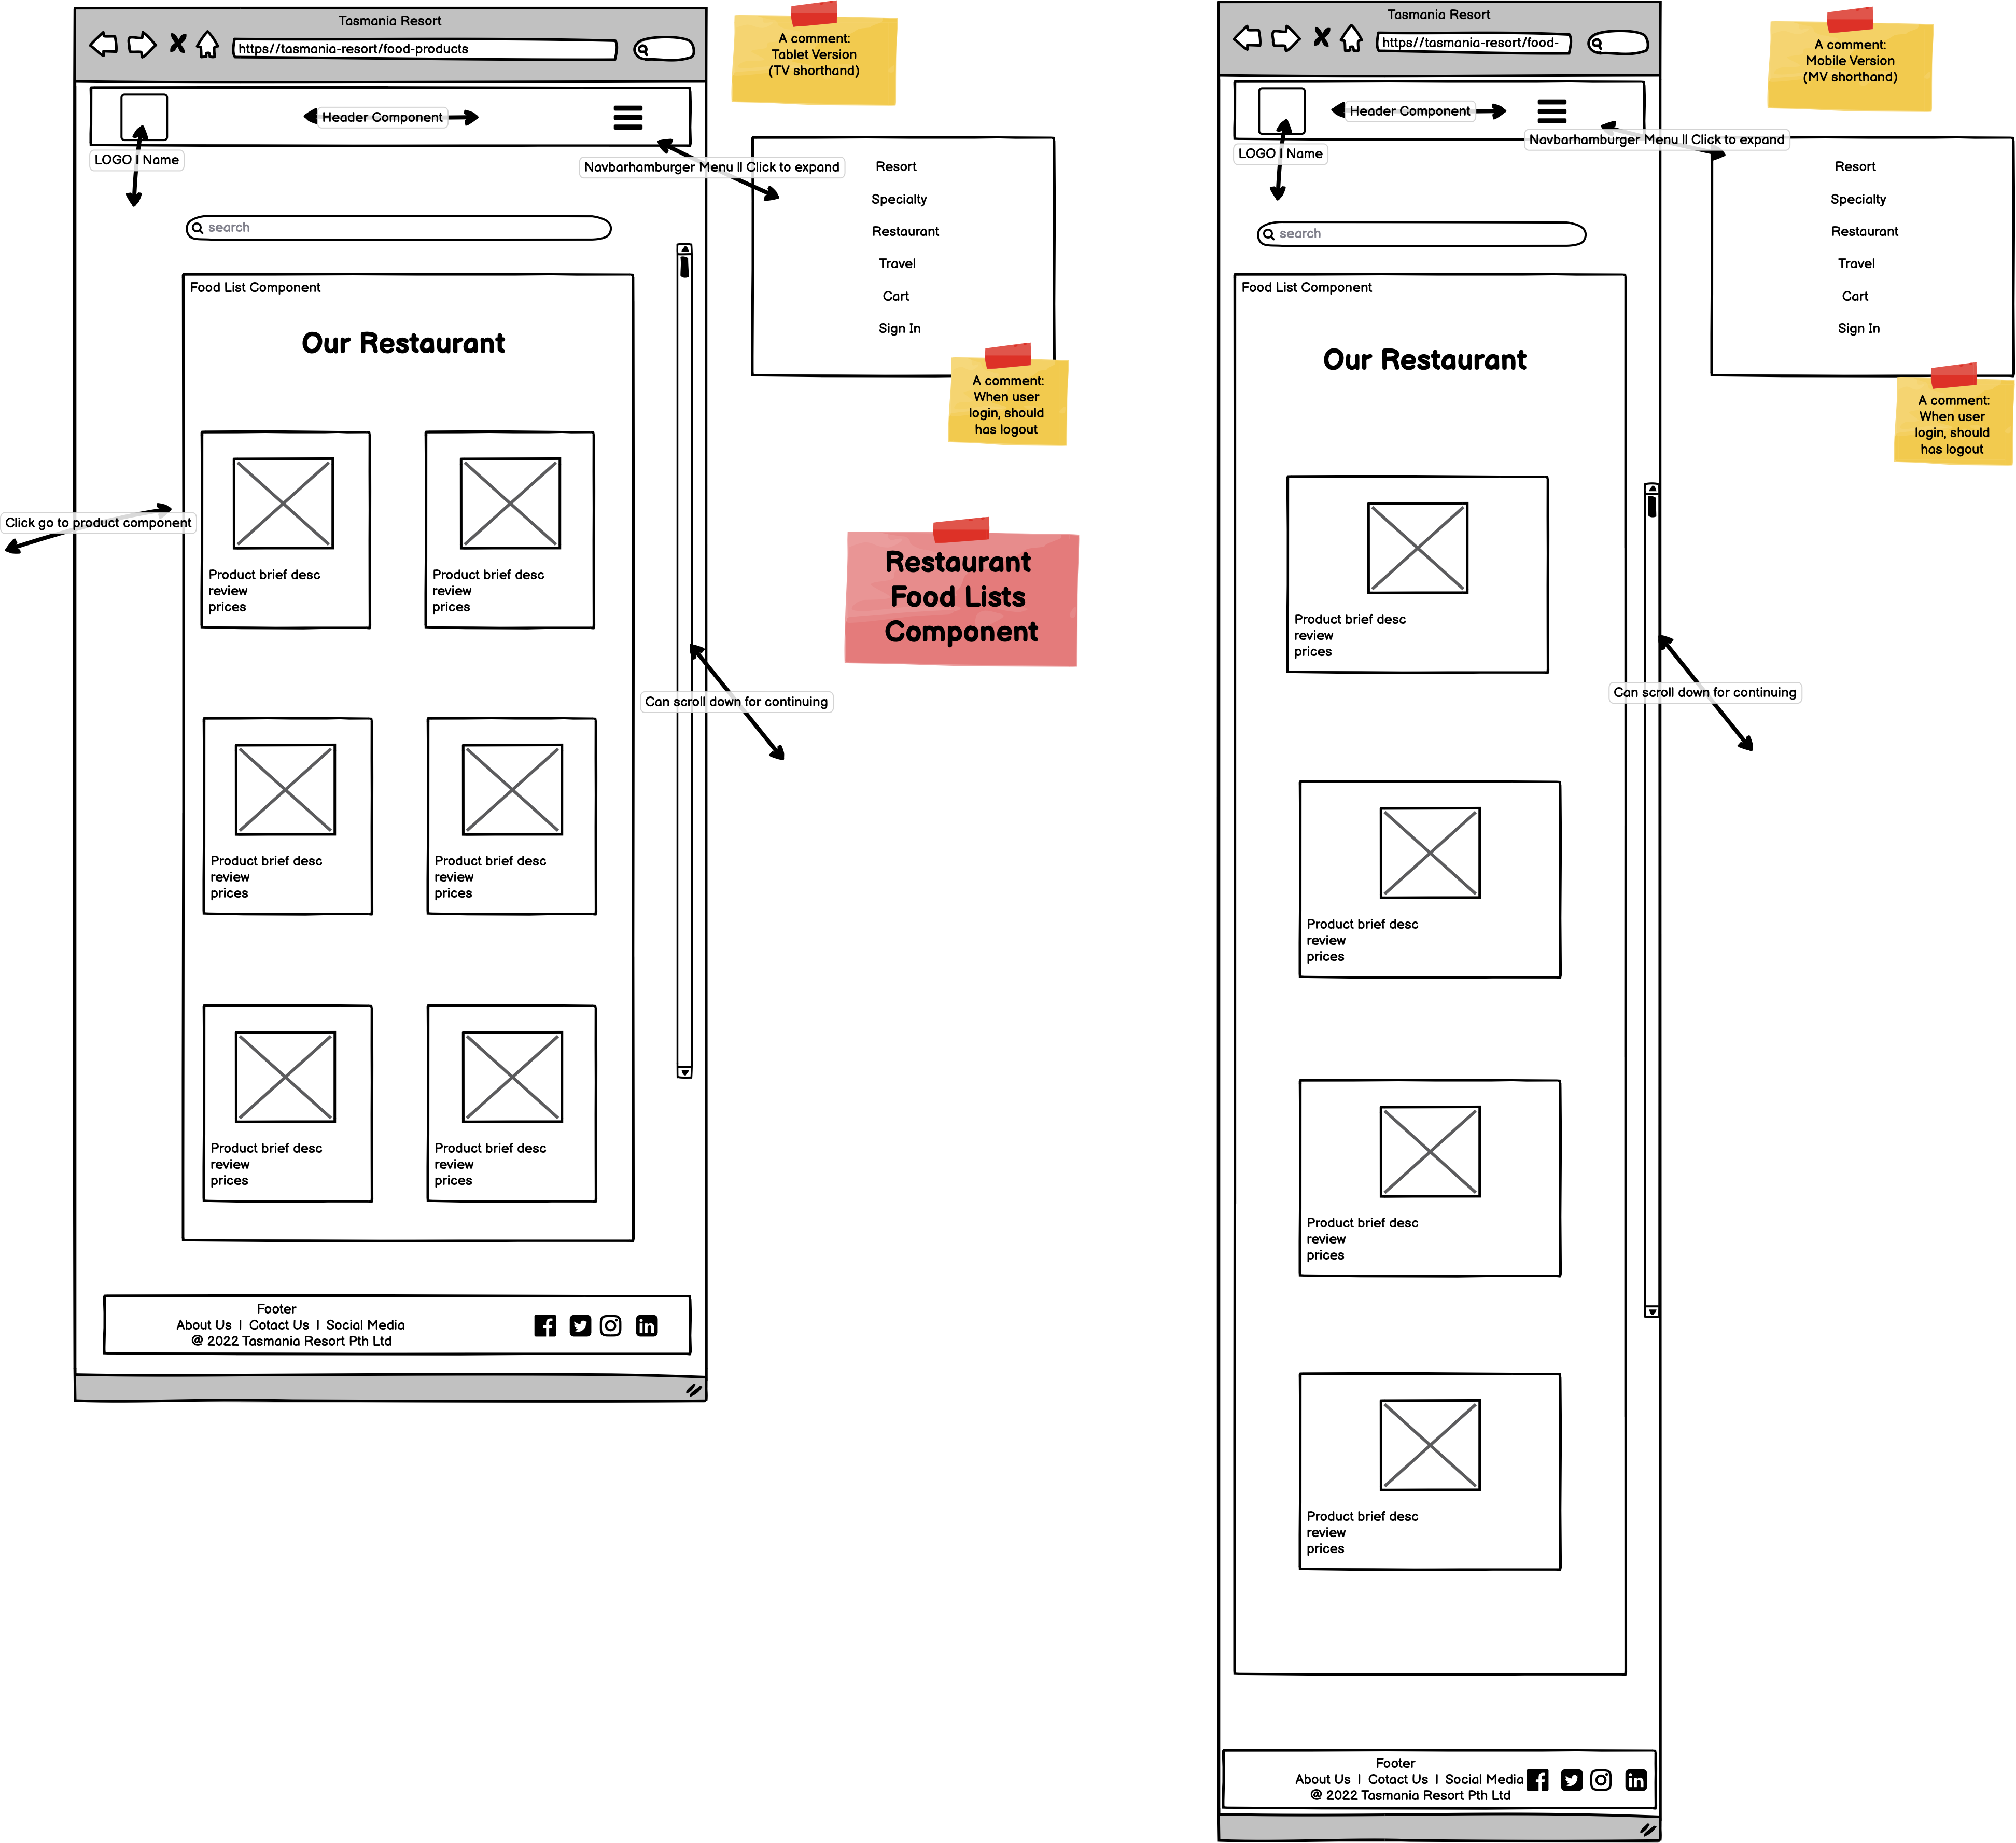 Tasmania Resort
https//tasmania-resort/food-products
Header Component
LOGO | Name
Navbarhamburger Menu || Click to expand
search
Food List Component
Our Restaurant
Click go to product component
Product brief desc
review
prices
Product brief desc
review
prices
Product brief desc
review
prices
Product brief desc
review
prices
Product brief desc
review
prices
Product brief desc
review
prices
Can scroll down for continuing
Footer
About Us | Cotact Us | Social Media
@ 2022 Tasmania Resort Pth Ltd
A comment:
Tablet Version
(TV shorthand)
Resort
Specialty
Restaurant
Travel
Cart
Sign In
A comment:
When user
login, should
has logout
Restaurant
Food Lists
Component
Tasmania Resort
https//tasmania-resort/food-
Header Component
LOGO | Name
Navbarhamburger Menu || Click to expand
search
Food List Component
Our Restaurant
Product brief desc
review
prices
Product brief desc
review
prices
Product brief desc
review
prices
Product brief desc
review
prices
Can scroll down for continuing
Footer
About Us | Cotact Us | Social Media
@ 2022 Tasmania Resort Pth Ltd
A comment:
Mobile Version
(MV shorthand)
Resort
Specialty
Restaurant
Travel
Cart
Sign In
A comment:
When user
login, should
has logout